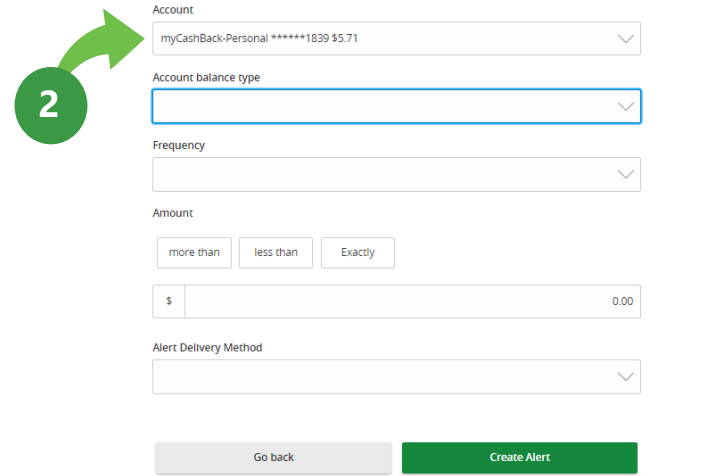 Account
myCashBack-Personal ******1839 $5.71
2
Account balance type
Frequency
Amount
more than less than Exactly
$ 0.00
Alert Delivery Method
Go back Create Alert